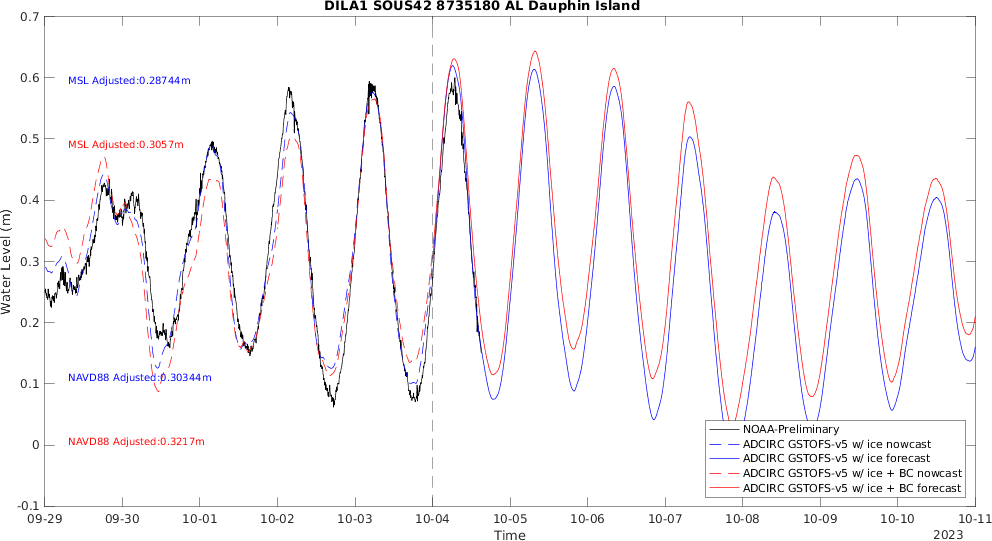 DILA1 SOUS42 8735180 AL Dauphin Island
0.7
0.6
0.5
0.4
0.3
0.2
0.1
0
-0.1
Water Level (m)
MSL Adjusted:0.28744m
MSL Adjusted:0.3057m
NAVD88 Adjusted:0.30344m
NAVD88 Adjusted:0.3217m
NOAA-Preliminary
ADCIRC GSTOFS-v5 w/ ice nowcast
ADCIRC GSTOFS-v5 w/ ice forecast
ADCIRC GSTOFS-v5 w/ ice + BC nowcast
ADCIRC GSTOFS-v5 w/ ice + BC forecast
09-29 09-30 10-01 10-02 10-03 10-04 10-05 10-06 10-07 10-08 10-09 10-10 10-11
Time
2023